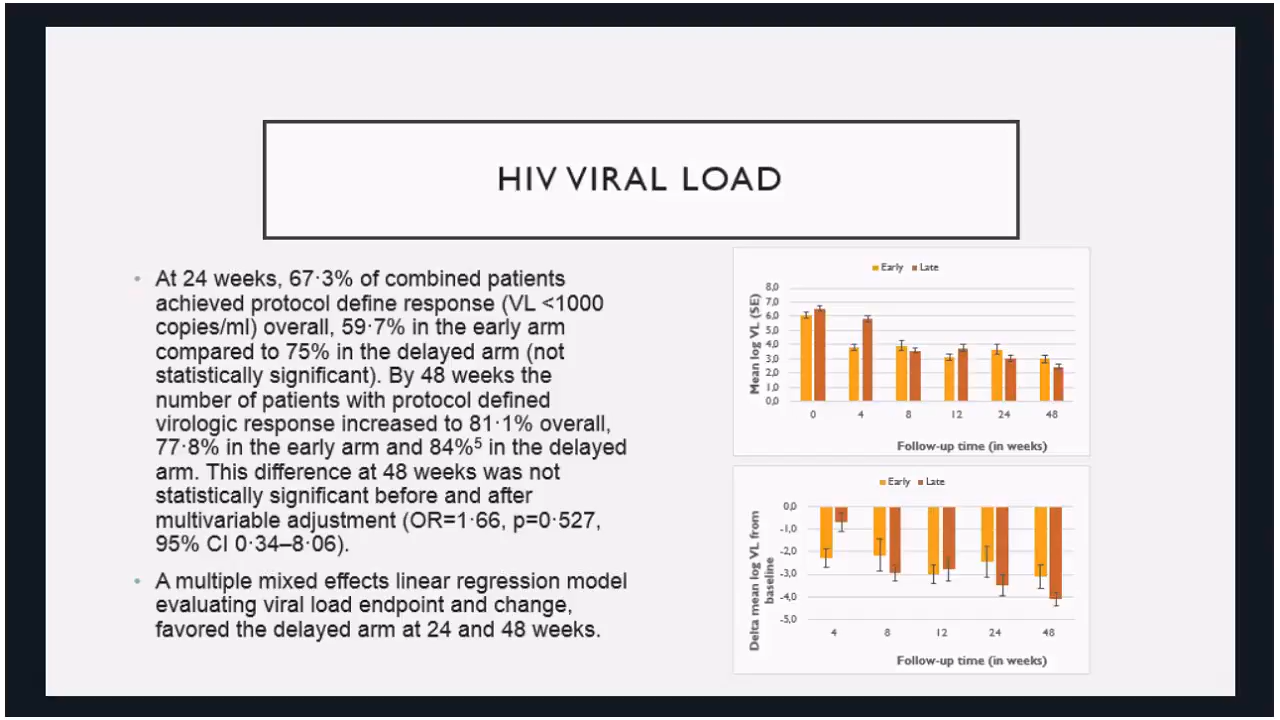 HIV VIRAL LOAD
• At 24 weeks, 67·3% of combined patients
achieved protocol define response (VL <1000
copies/ml) overall, 59·7% in the early arm
compared to 75% in the delayed arm (not
statistically significant). By 48 weeks the
number of patients with protocol defined
virologic response increased to 81·1% overall,
77·8% in the early arm and 84%⁵ in the delayed
arm. This difference at 48 weeks was not
statistically significant before and after
multivariable adjustment (OR=1·66, p=0·527,
95% CI 0·34–8·06).
• A multiple mixed effects linear regression model
evaluating viral load endpoint and change,
favored the delayed arm at 24 and 48 weeks.
Early Late
Mean log VL (SE)
8,0
7,0
6,0
5,0
4,0
3,0
2,0
1,0
0,0
0 4 8 12 24 48
Follow-up time (in weeks)
Early Late
Delta mean log VL from
baseline
0,0
-1,0
-2,0
-3,0
-4,0
-5,0
4 8 12 24 48
Follow-up time (in weeks)